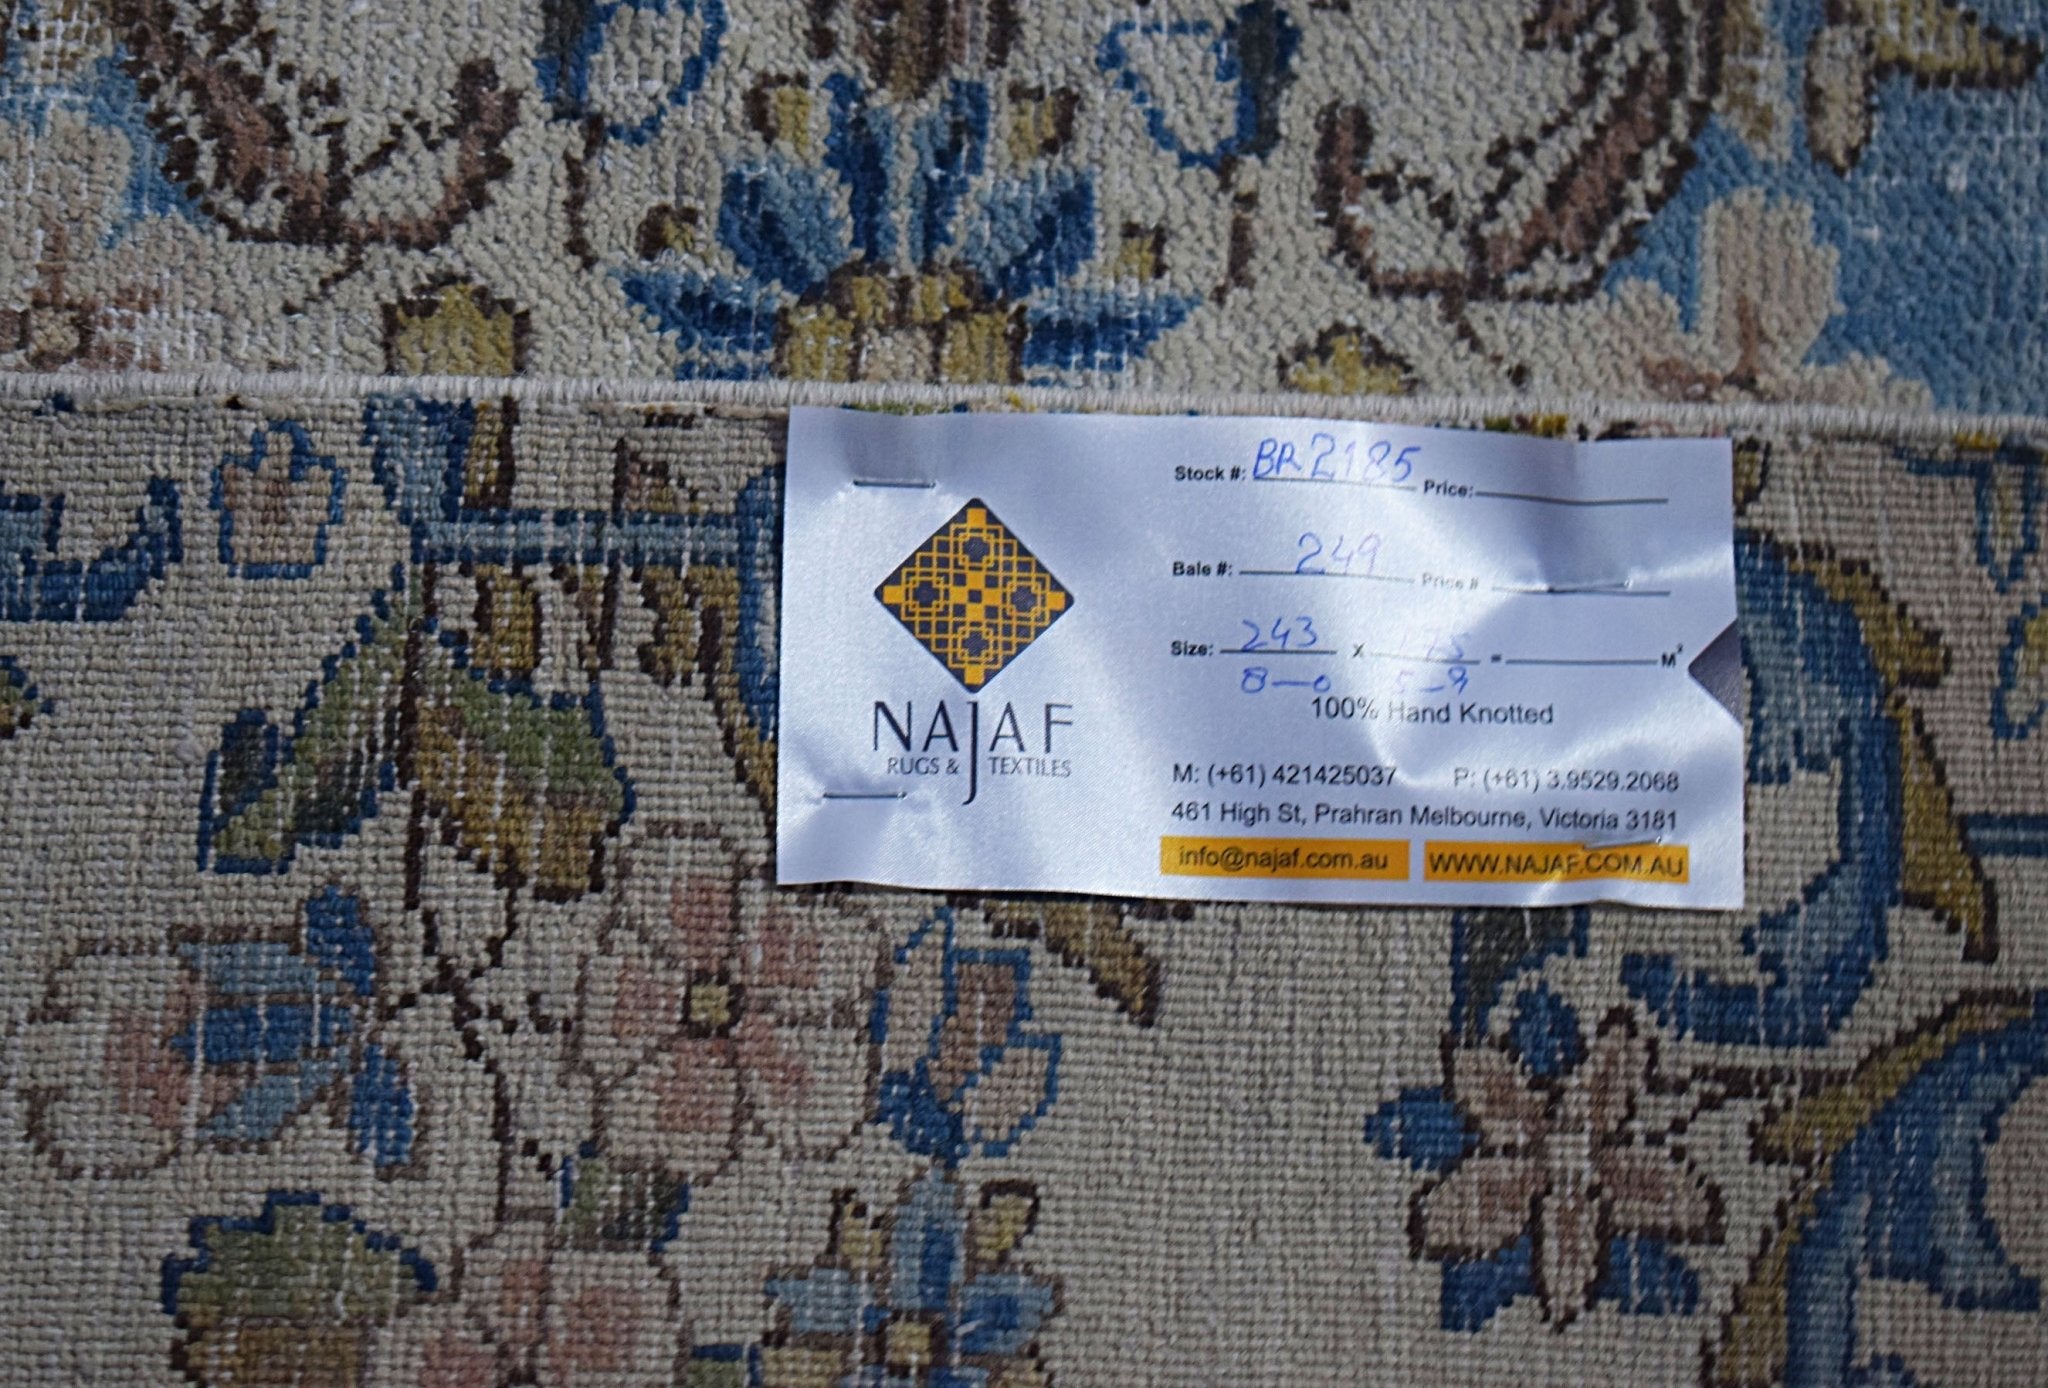 Stock #: BR2185 Price:
Bale #: 249 Price #
Size: 243 x 175 = M²
8-0 5-9
100% Hand Knotted
NAJAF
RUGS & TEXTILES
M: (+61) 421425037 P: (+61) 3.9529.2068
461 High St, Prahran Melbourne, Victoria 3181
info@najaf.com.au WWW.NAJAF.COM.AU